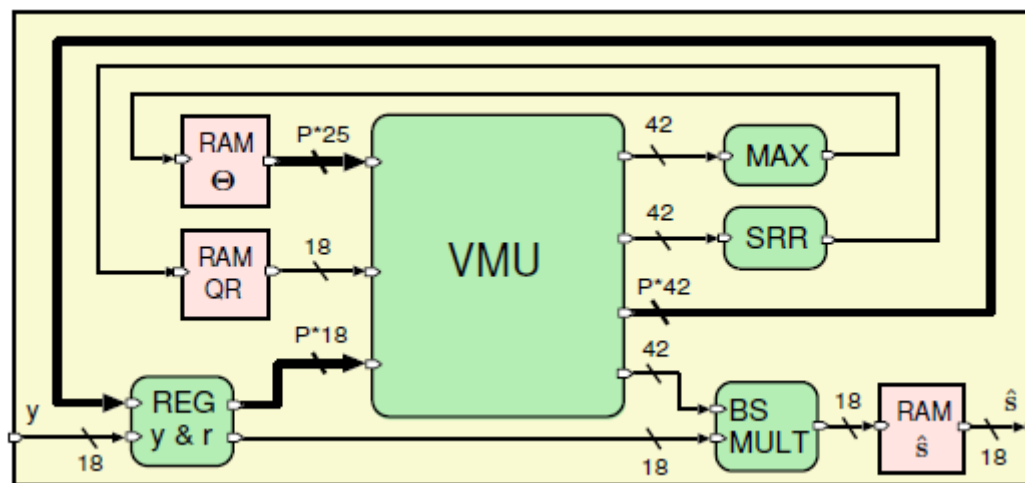 RAM
Θ
P*25
RAM
QR
18
P*18
VMU
42
MAX
42
SRR
P*42
42
y
18
REG
y & r
18
BS
MULT
18
RAM
ŝ
ŝ
18